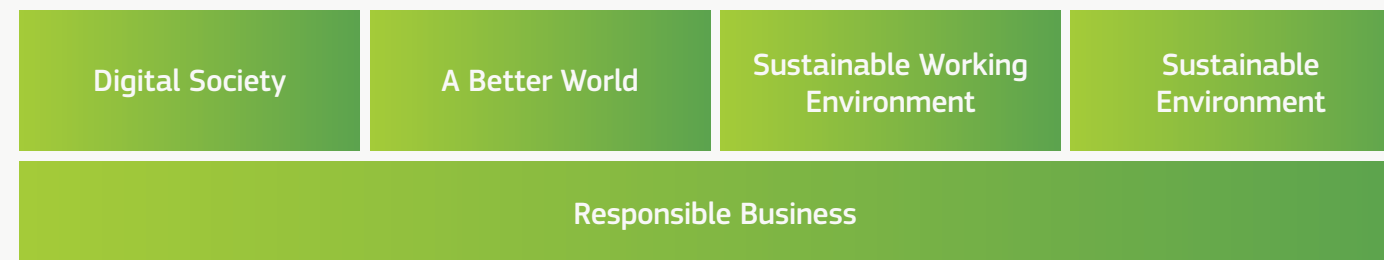 Digital Society
A Better World
Sustainable Working
Environment
Sustainable
Environment
Responsible Business